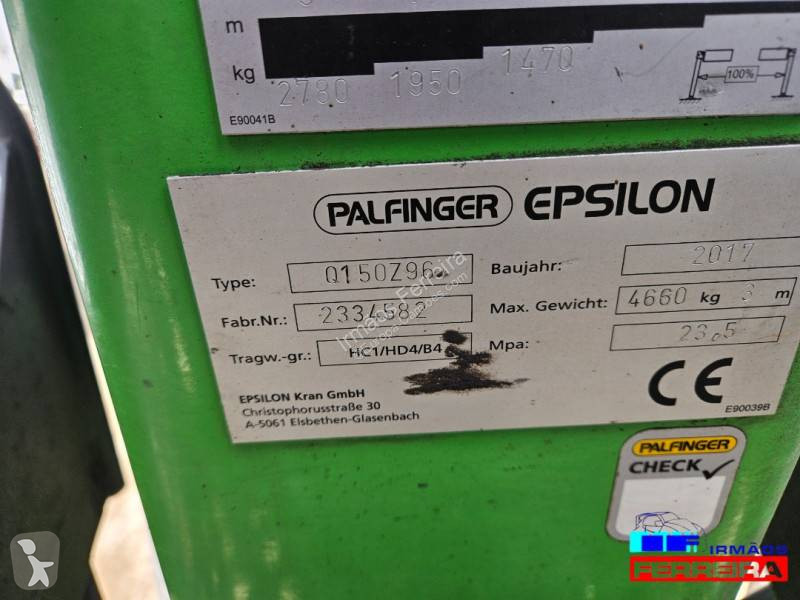 m
kg 2780 1950 1470
100%
E90041B
PALFINGER EPSILON
Type: Q150Z96
Baujahr: 2017
Fabr.Nr.: 2334582
Max. Gewicht: 4660 kg 3 m
Tragw.-gr.: HC1/HD4/B4
Mpa: 23.5
EPSILON Kran GmbH
Christophorusstraße 30
A-5061 Elsbethen-Glasenbach
CE
E90039B
PALFINGER
CHECK
IRMÃOS
FERREIRA
Irmãos Ferreira